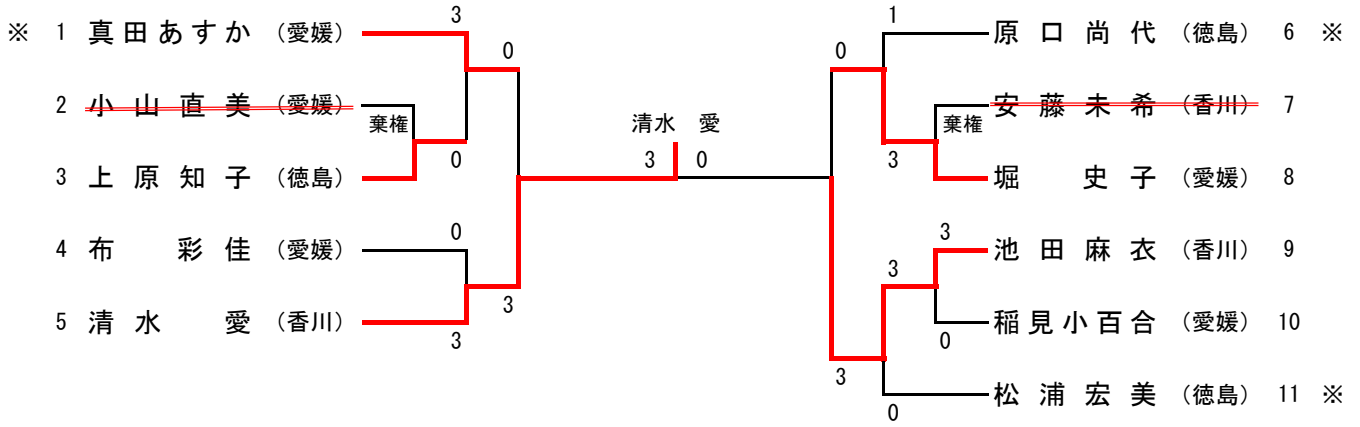 3
1
※ 1 真田あすか (愛媛)
原口尚代 (徳島) 6 ※
0
0
2 小山直美 (愛媛)
安藤未希 (香川) 7
棄権
清水 愛
棄権
3 0
0
3
3 上原知子 (徳島)
堀 史子 (愛媛) 8
0
3
4 布 彩佳 (愛媛)
池田麻衣 (香川) 9
3
3
5 清水 愛 (香川)
稲見小百合 (愛媛) 10
3
0
3
松浦宏美 (徳島) 11 ※
0